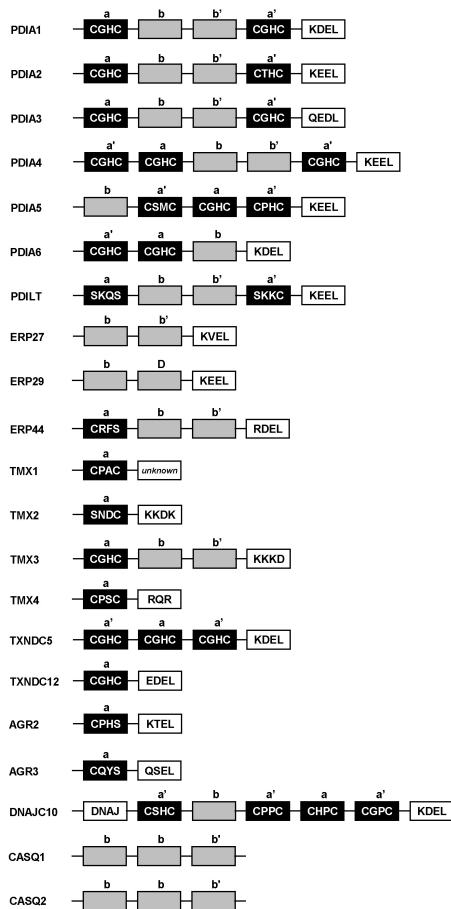 a b b' a'
PDIA1 CGHC CGHC KDEL
a b b' a'
PDIA2 CGHC CTHC KEEL
a b b' a'
PDIA3 CGHC CGHC QEDL
a' a b b' a'
PDIA4 CGHC CGHC CGHC KEEL
b a' a a'
PDIA5 CSMC CGHC CPHC KEEL
a' a b
PDIA6 CGHC CGHC KDEL
a b b' a'
PDILT SKQS SKKC KEEL
b b'
ERP27 KVEL
b D
ERP29 KEEL
a b b'
ERP44 CRFS RDEL
a
TMX1 CPAC unknown
a
TMX2 SNDC KKDK
a b b'
TMX3 CGHC KKKD
a
TMX4 CPSC RQR
a' a a'
TXNDC5 CGHC CGHC CGHC KDEL
a
TXNDC12 CGHC EDEL
a
AGR2 CPHS KTEL
a
AGR3 CQYS QSEL
a' b a' a a'
DNAJC10 DNAJ CSHC CPPC CHPC CGPC KDEL
b b b'
CASQ1
b b b'
CASQ2